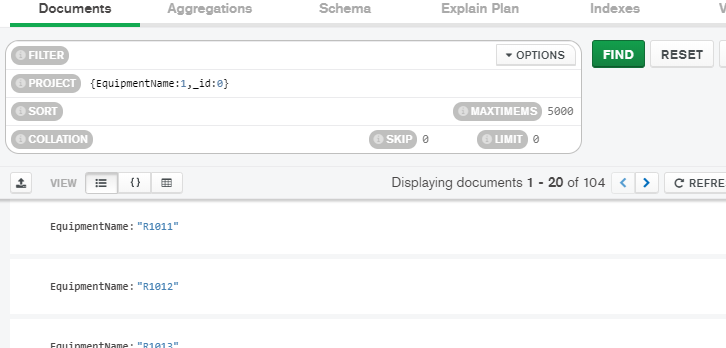 Documents Aggregations Schema Explain Plan Indexes
FILTER OPTIONS FIND RESET
PROJECT {EquipmentName:1,_id:0}
SORT MAXTIMEMS 5000
COLLATION SKIP 0 LIMIT 0
VIEW {} Displaying documents 1 - 20 of 104 < > REFRE
EquipmentName: "R1011"
EquipmentName: "R1012"
EquipmentName: "R1013"